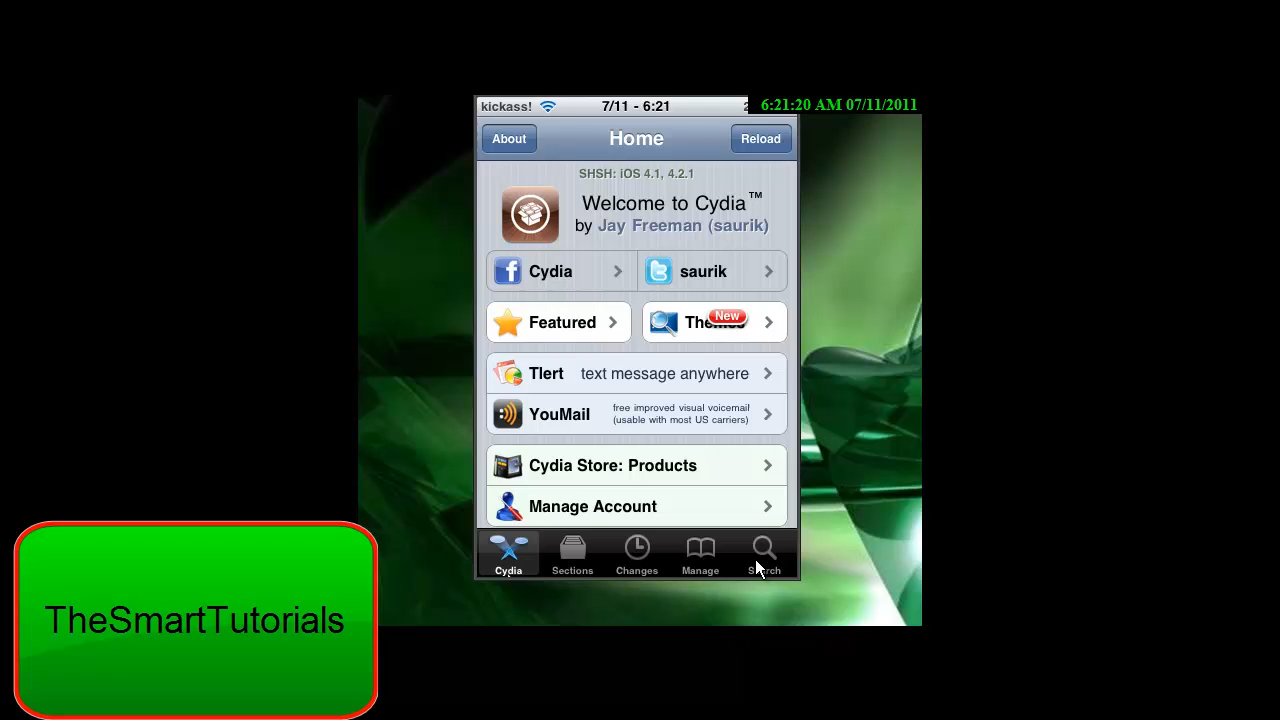 kickass! 7/11 - 6:21
6:21:20 AM 07/11/2011
About Home Reload
SHSH: iOS 4.1, 4.2.1
Welcome to Cydia™
by Jay Freeman (saurik)
Cydia saurik
Featured New
Tlert text message anywhere
YouMail free improved visual voicemail
(usable with most US carriers)
Cydia Store: Products
Manage Account
Cydia Sections Changes Manage Search
TheSmartTutorials